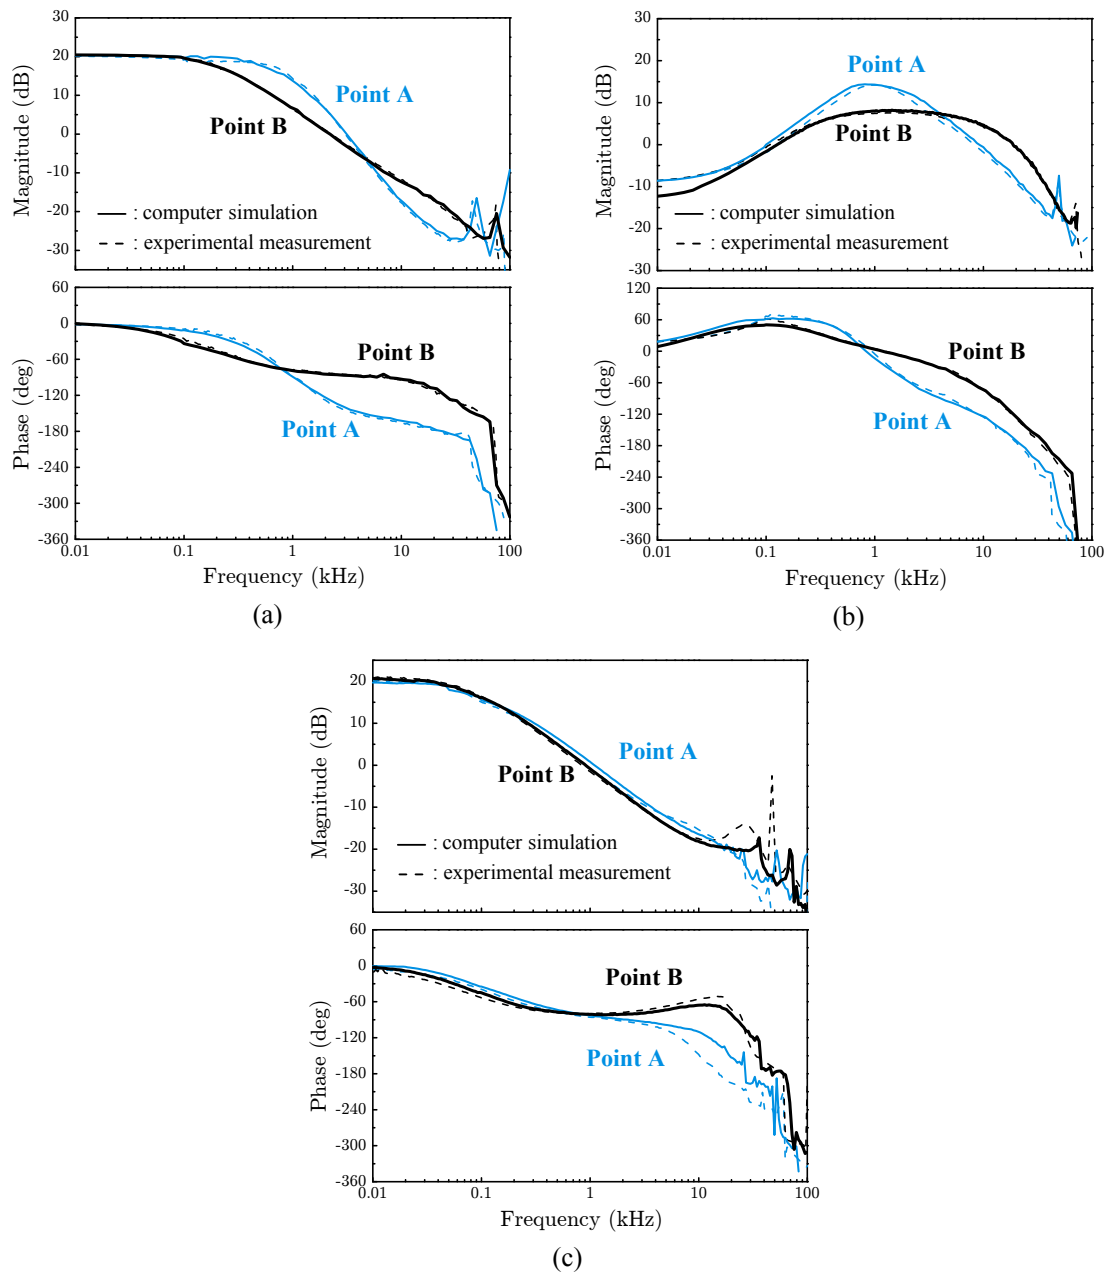 30
20
10
0
-10
-20
-30
Magnitude (dB)
Point A
Point B
: computer simulation
: experimental measurement
60
0
-60
-120
-180
-240
-300
-360
Phase (deg)
Point B
Point A
0.01 0.1 1 10 100
Frequency (kHz)
(a)
30
20
10
0
-10
-20
-30
Magnitude (dB)
Point A
Point B
: computer simulation
: experimental measurement
120
60
0
-60
-120
-180
-240
-300
-360
Phase (deg)
Point B
Point A
0.01 0.1 1 10 100
Frequency (kHz)
(b)
20
10
0
-10
-20
-30
Magnitude (dB)
Point A
Point B
: computer simulation
: experimental measurement
60
0
-60
-120
-180
-240
-300
-360
Phase (deg)
Point B
Point A
0.01 0.1 1 10 100
Frequency (kHz)
(c)